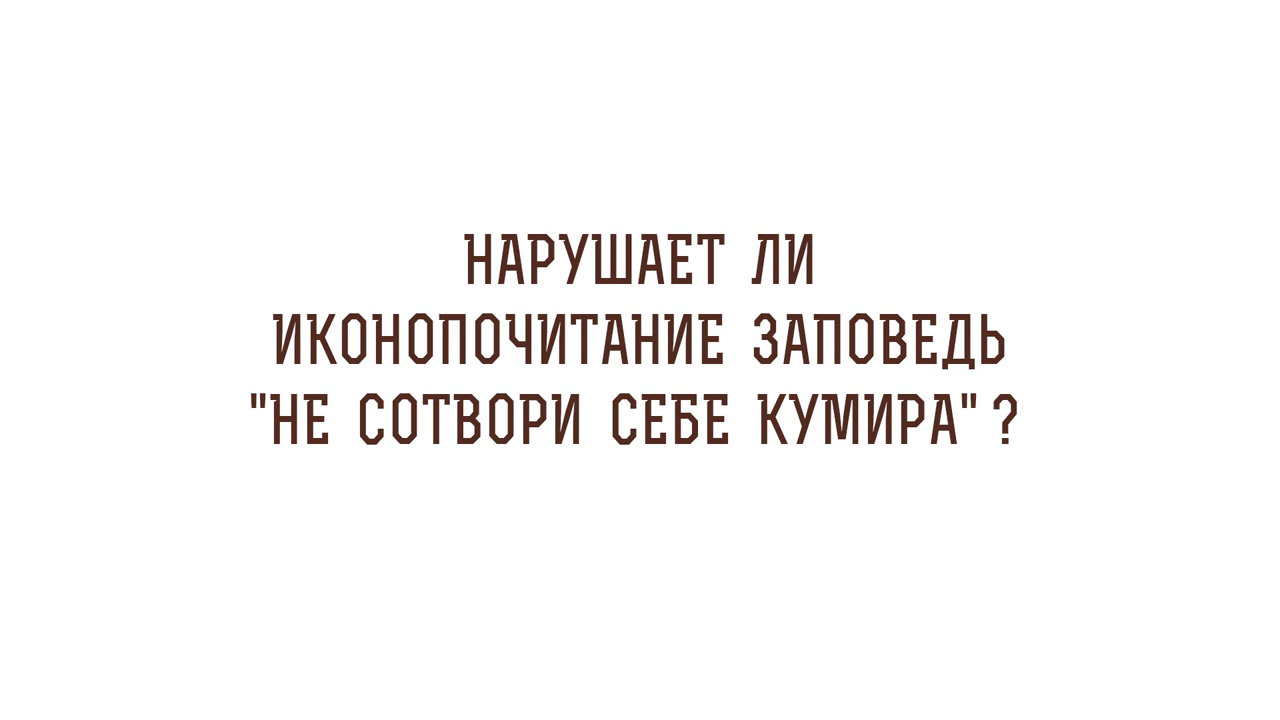 НАРУШАЕТ ЛИ
ИКОНОПОЧИТАНИЕ ЗАПОВЕДЬ
"НЕ СОТВОРИ СЕБЕ КУМИРА" ?